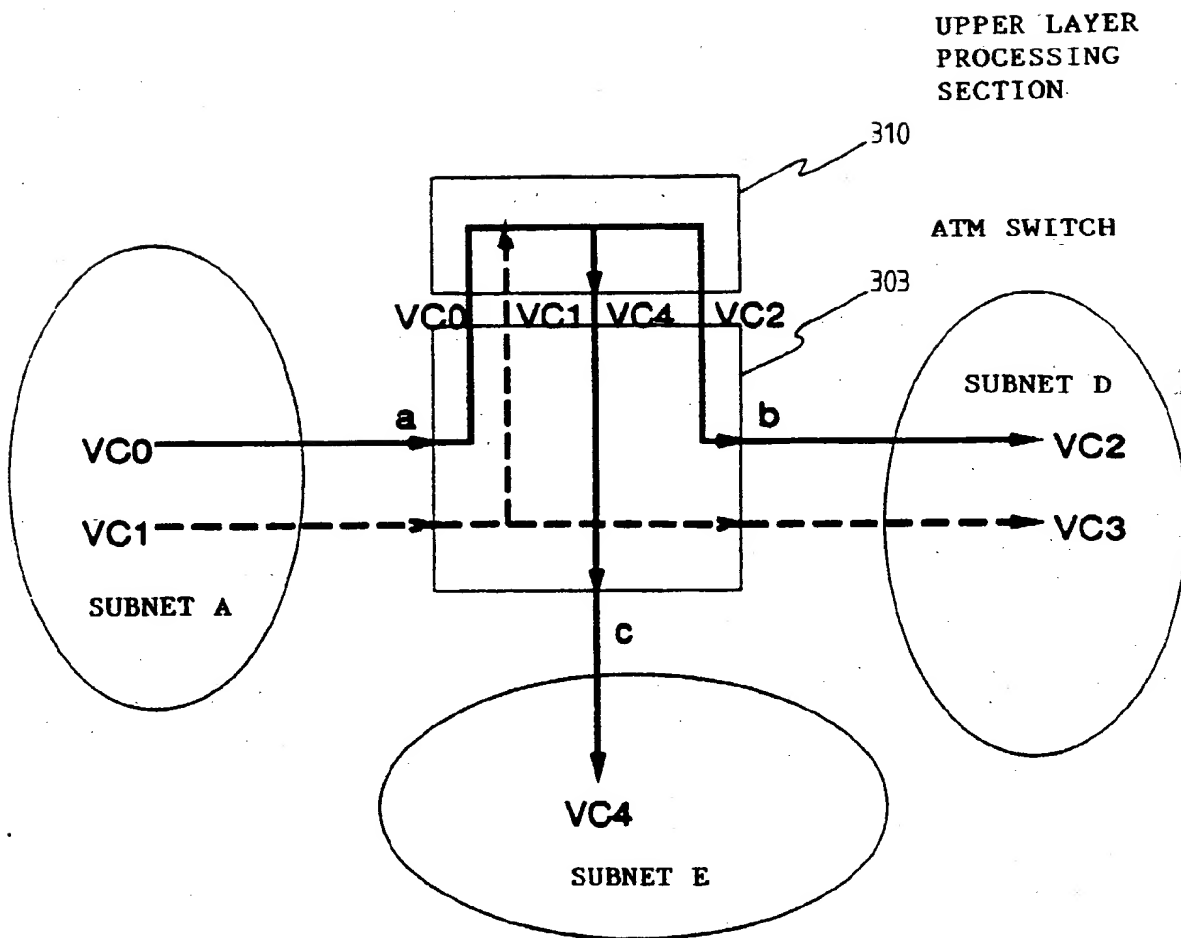 UPPER LAYER
PROCESSING
SECTION
310
ATM SWITCH
303
VC0 VC1 VC4 VC2
SUBNET D
a
b
VC0
VC2
VC1
VC3
SUBNET A
c
VC4
SUBNET E